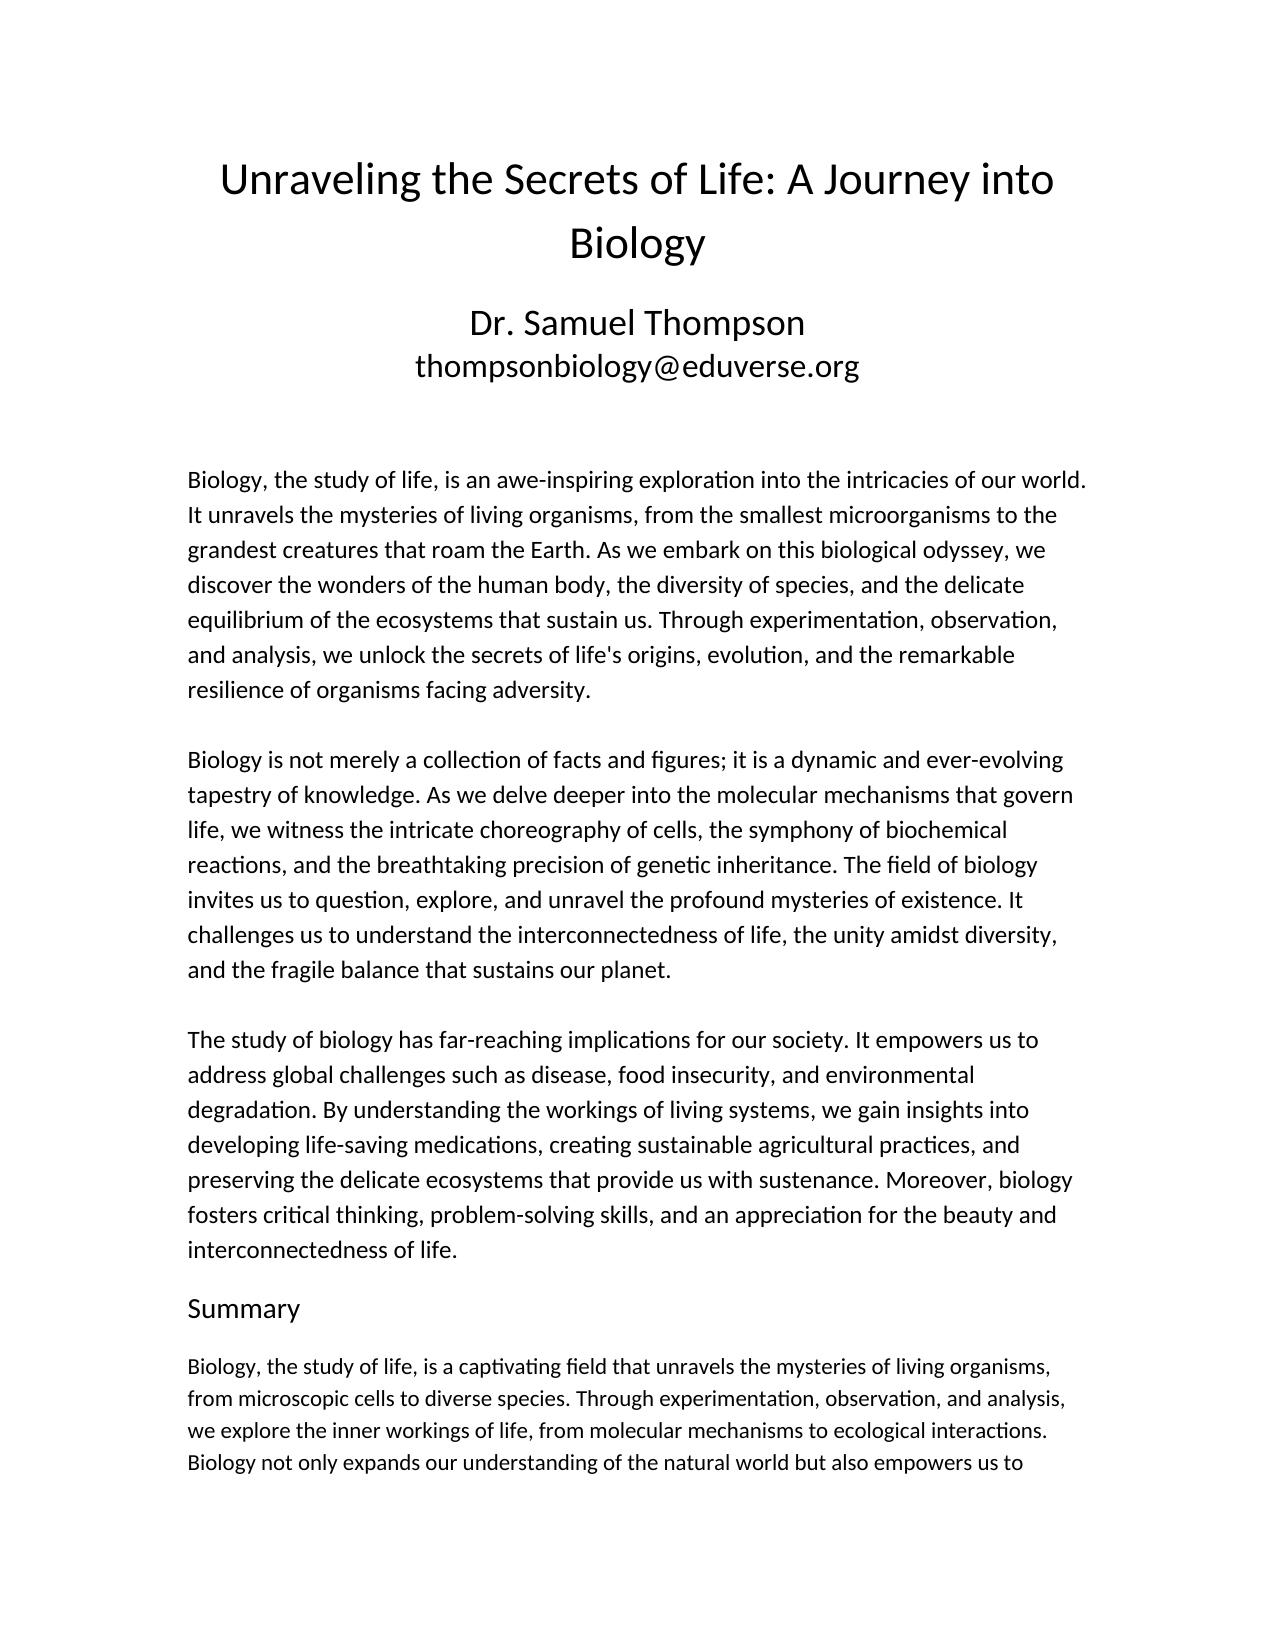 Unraveling the Secrets of Life: A Journey into
Biology
Dr. Samuel Thompson
thompsonbiology@eduverse.org
Biology, the study of life, is an awe-inspiring exploration into the intricacies of our world.
It unravels the mysteries of living organisms, from the smallest microorganisms to the
grandest creatures that roam the Earth. As we embark on this biological odyssey, we
discover the wonders of the human body, the diversity of species, and the delicate
equilibrium of the ecosystems that sustain us. Through experimentation, observation,
and analysis, we unlock the secrets of life's origins, evolution, and the remarkable
resilience of organisms facing adversity.
Biology is not merely a collection of facts and figures; it is a dynamic and ever-evolving
tapestry of knowledge. As we delve deeper into the molecular mechanisms that govern
life, we witness the intricate choreography of cells, the symphony of biochemical
reactions, and the breathtaking precision of genetic inheritance. The field of biology
invites us to question, explore, and unravel the profound mysteries of existence. It
challenges us to understand the interconnectedness of life, the unity amidst diversity,
and the fragile balance that sustains our planet.
The study of biology has far-reaching implications for our society. It empowers us to
address global challenges such as disease, food insecurity, and environmental
degradation. By understanding the workings of living systems, we gain insights into
developing life-saving medications, creating sustainable agricultural practices, and
preserving the delicate ecosystems that provide us with sustenance. Moreover, biology
fosters critical thinking, problem-solving skills, and an appreciation for the beauty and
interconnectedness of life.
Summary
Biology, the study of life, is a captivating field that unravels the mysteries of living organisms,
from microscopic cells to diverse species. Through experimentation, observation, and analysis,
we explore the inner workings of life, from molecular mechanisms to ecological interactions.
Biology not only expands our understanding of the natural world but also empowers us to